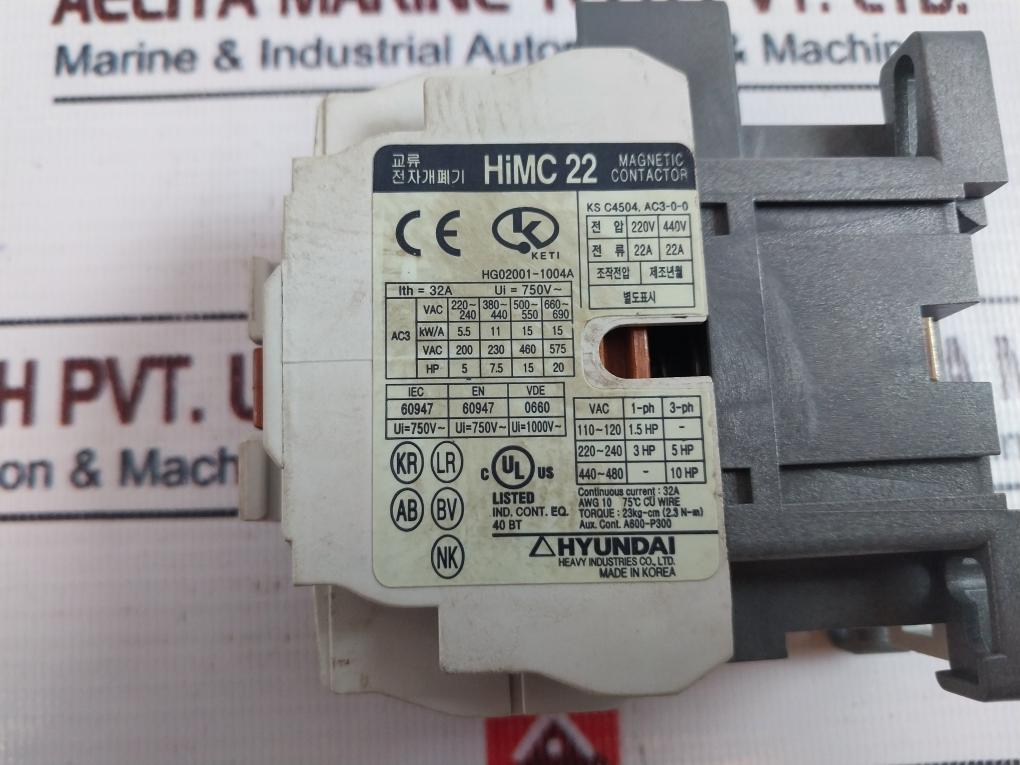 Marine & Industrial Auto & Machin
교류
전자개폐기
HiMC 22
MAGNETIC
CONTACTOR
CE
K
KETI
HG02001-1004A
KS C4504, AC3-0-0
전 압 220V 440V
전 류 22A 22A
조작전압 제조년월
별도표시
Ith = 32A Ui = 750V~
AC3
VAC 220~240 380~440 500~550 660~690
kW/A 5.5 11 15 15
VAC 200 230 460 575
HP 5 7.5 15 20
IEC EN VDE
60947 60947 0660
Ui=750V~ Ui=750V~ Ui=1000V~
VAC 1-ph 3-ph
110~120 1.5 HP -
220~240 3 HP 5 HP
440~480 - 10 HP
KR LR
AB BV
NK
C UL US
LISTED
IND. CONT. EQ.
40 BT
Continuous current : 32A
AWG 10 75℃ CU WIRE
TORQUE : 23kg-cm (2.3 N-m)
Aux. Cont. A600-P300
HYUNDAI
HEAVY INDUSTRIES CO., LTD.
MADE IN KOREA
H PVT.
on & Mach